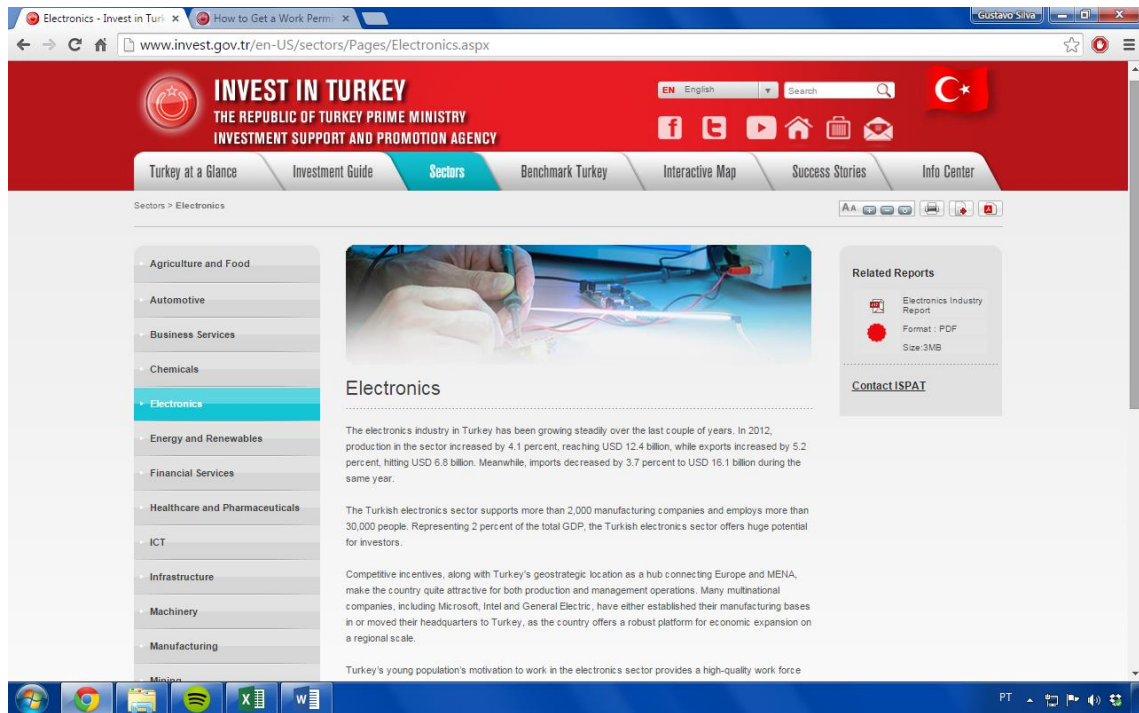 Electronics - Invest in Turk
How to Get a Work Permi
Gustavo Silva
www.invest.gov.tr/en-US/sectors/Pages/Electronics.aspx
INVEST IN TURKEY
THE REPUBLIC OF TURKEY PRIME MINISTRY
INVESTMENT SUPPORT AND PROMOTION AGENCY
EN English
Search
Turkey at a Glance
Investment Guide
Sectors
Benchmark Turkey
Interactive Map
Success Stories
Info Center
Sectors > Electronics
AA
Agriculture and Food
Automotive
Business Services
Chemicals
Electronics
Energy and Renewables
Financial Services
Healthcare and Pharmaceuticals
ICT
Infrastructure
Machinery
Manufacturing
Mining
Electronics
The electronics industry in Turkey has been growing steadily over the last couple of years. In 2012,
production in the sector increased by 4.1 percent, reaching USD 12.4 billion, while exports increased by 5.2
percent, hitting USD 6.8 billion. Meanwhile, imports decreased by 3.7 percent to USD 16.1 billion during the
same year.
The Turkish electronics sector supports more than 2,000 manufacturing companies and employs more than
30,000 people. Representing 2 percent of the total GDP, the Turkish electronics sector offers huge potential
for investors.
Competitive incentives, along with Turkey's geostrategic location as a hub connecting Europe and MENA,
make the country quite attractive for both production and management operations. Many multinational
companies, including Microsoft, Intel and General Electric, have either established their manufacturing bases
in or moved their headquarters to Turkey, as the country offers a robust platform for economic expansion on
a regional scale.
Turkey's young population's motivation to work in the electronics sector provides a high-quality work force
Related Reports
Electronics Industry
Report
Format : PDF
Size:3MB
Contact ISPAT
PT